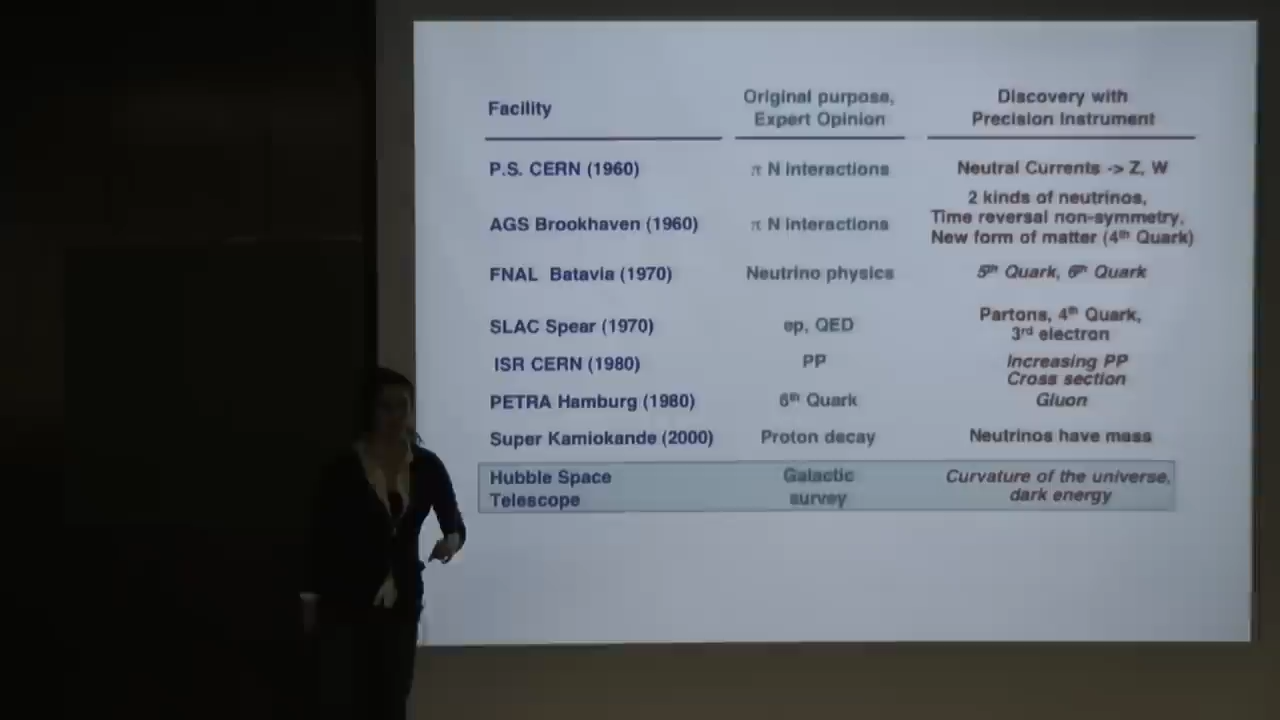 Facility
Original purpose,
Expert Opinion
Discovery with
Precision Instrument
P.S. CERN (1960)
π N interactions
Neutral Currents -> Z, W
AGS Brookhaven (1960)
π N interactions
2 kinds of neutrinos,
Time reversal non-symmetry,
New form of matter (4th Quark)
FNAL Batavia (1970)
Neutrino physics
5th Quark, 6th Quark
SLAC Spear (1970)
ep, QED
Partons, 4th Quark,
3rd electron
ISR CERN (1980)
PP
Increasing PP
Cross section
PETRA Hamburg (1980)
6th Quark
Gluon
Super Kamiokande (2000)
Proton decay
Neutrinos have mass
Hubble Space
Telescope
Galactic
survey
Curvature of the universe,
dark energy